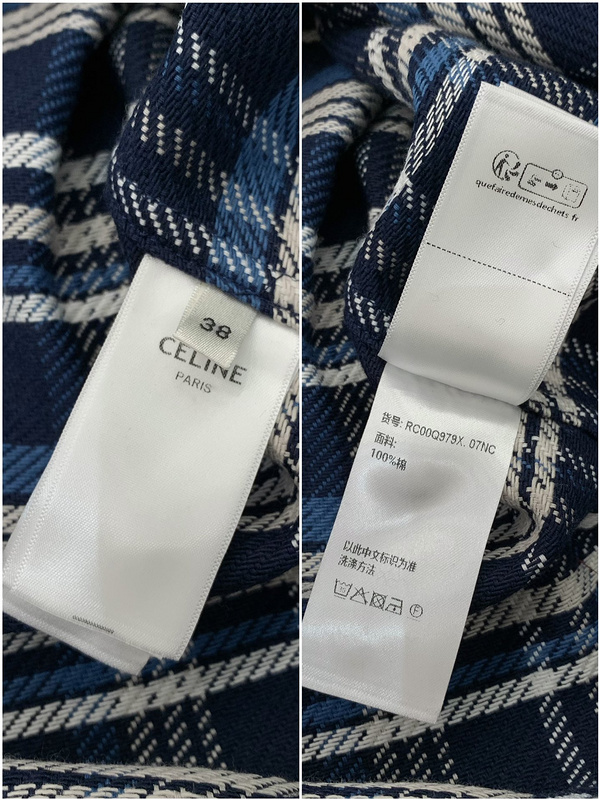 38
CELINE
PARIS
quefairedemesdechets.fr
货号: RC00Q979X. 07NC
面料:
100%棉
以此中文标识为准
洗涤方法
F